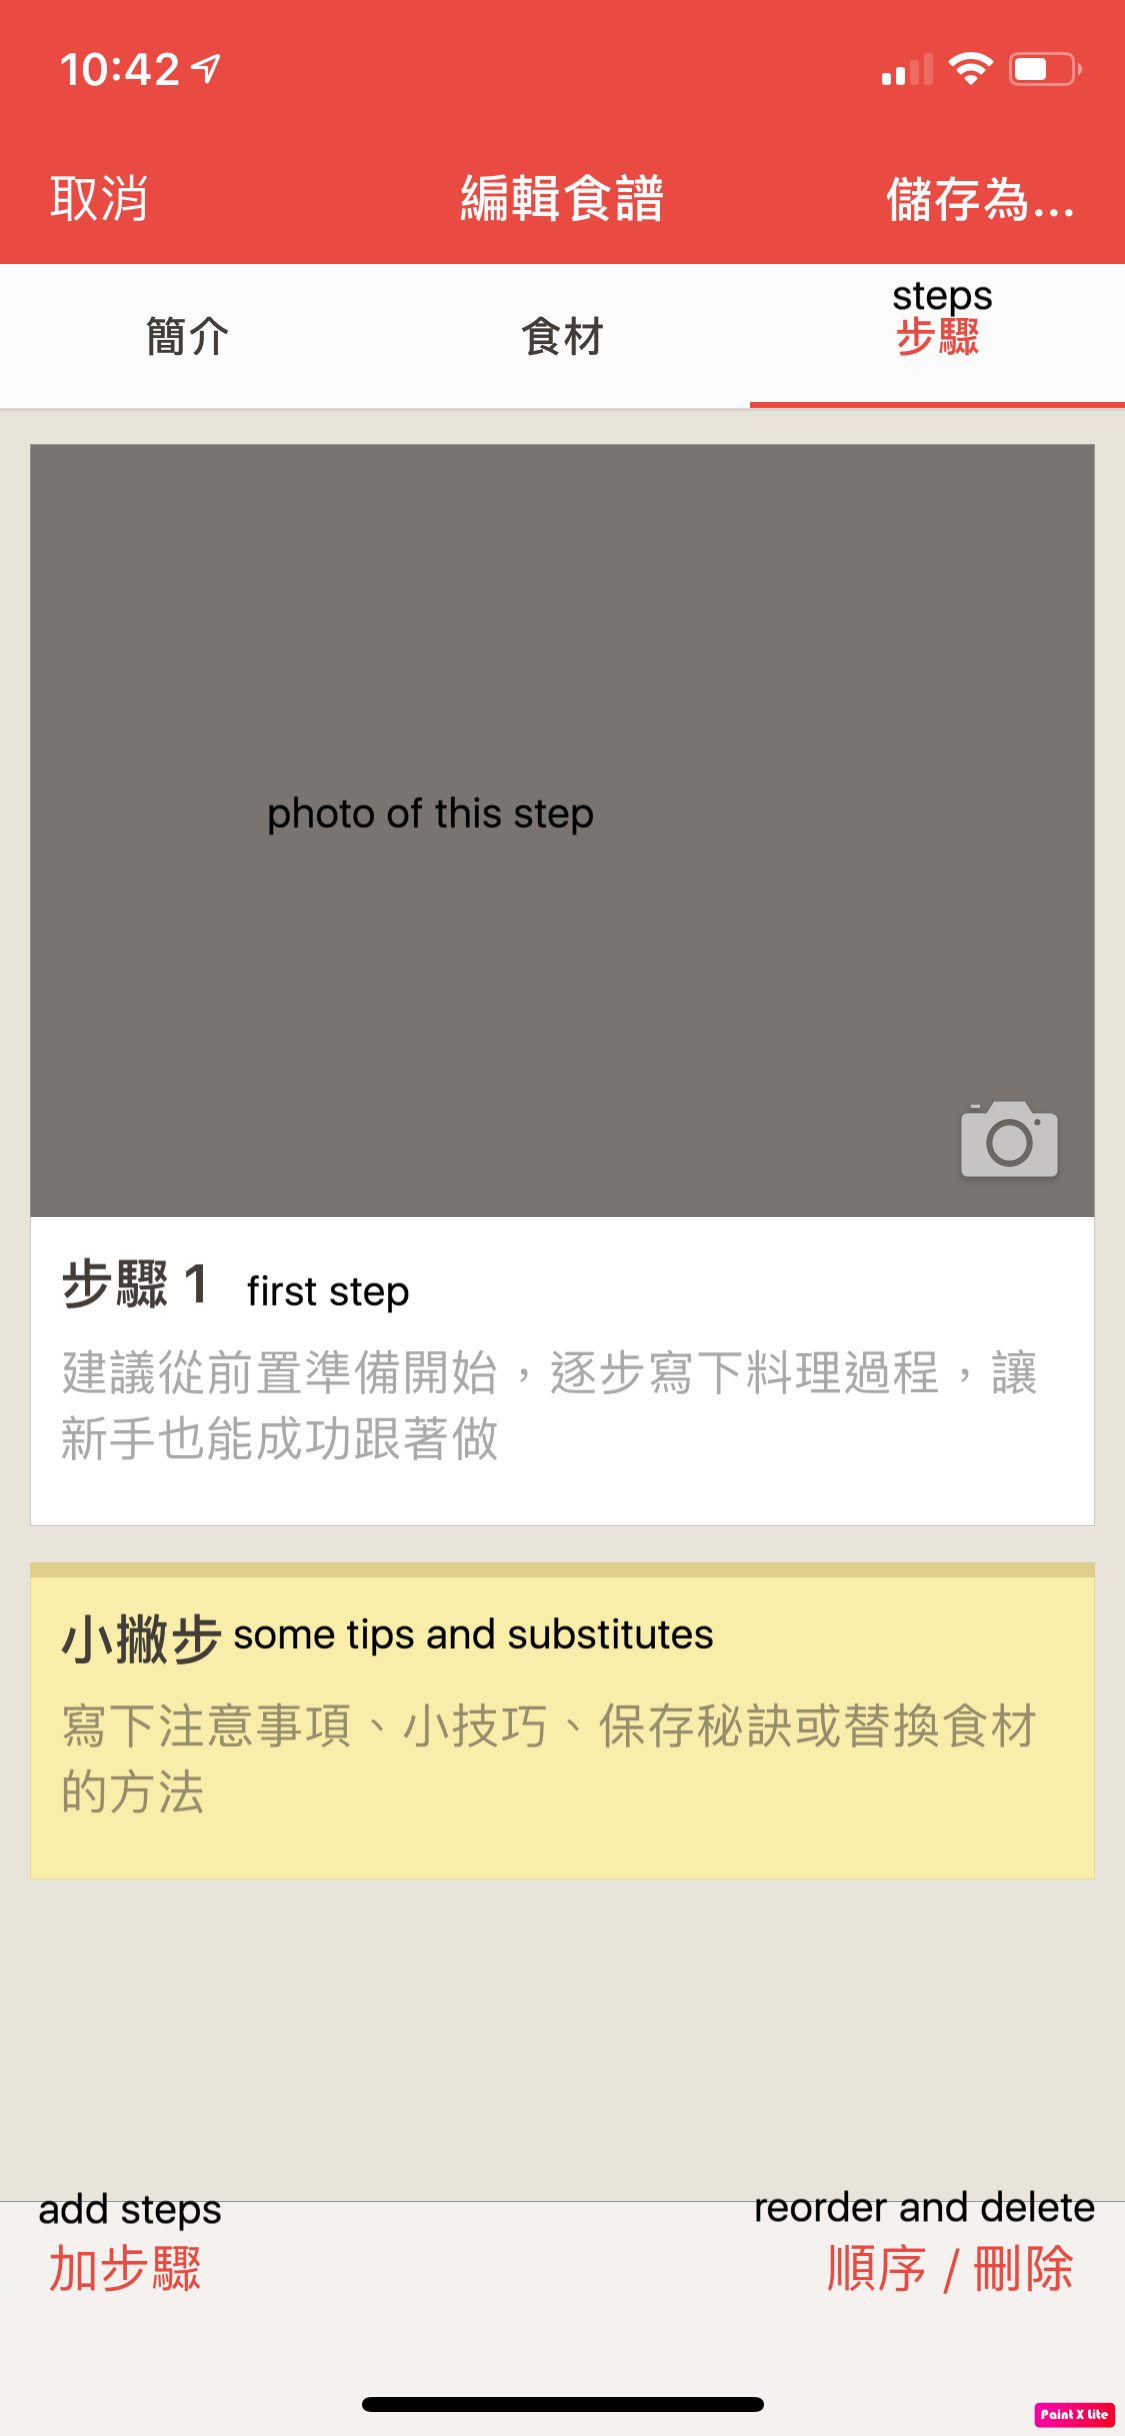 10:42
取消 編輯食譜 儲存為...
steps
簡介 食材 步驟
photo of this step
步驟 1 first step
建議從前置準備開始，逐步寫下料理過程，讓
新手也能成功跟著做
小撇步 some tips and substitutes
寫下注意事項、小技巧、保存秘訣或替換食材
的方法
add steps reorder and delete
加步驟 順序 / 刪除
Paint X Lite